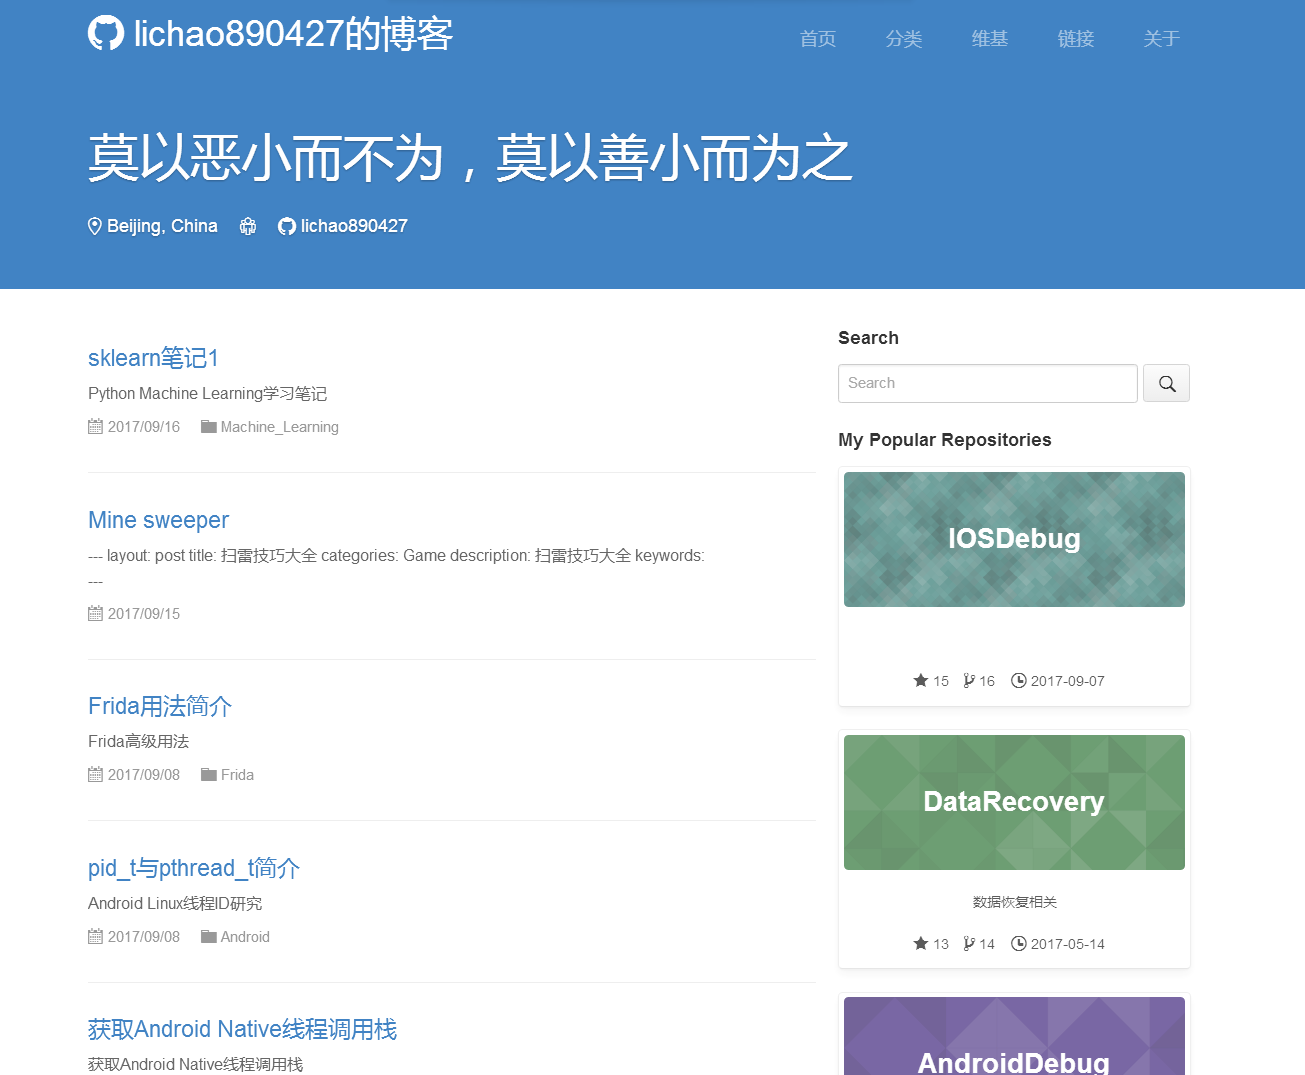 lichao890427的博客
首页 分类 维基 链接 关于
莫以恶小而不为，莫以善小而为之
Beijing, China lichao890427
sklearn笔记1
Python Machine Learning学习笔记
2017/09/16 Machine_Learning
Mine sweeper
--- layout: post title: 扫雷技巧大全 categories: Game description: 扫雷技巧大全 keywords:
---
2017/09/15
Frida用法简介
Frida高级用法
2017/09/08 Frida
pid_t与pthread_t简介
Android Linux线程ID研究
2017/09/08 Android
获取Android Native线程调用栈
获取Android Native线程调用栈
Search
Search
My Popular Repositories
IOSDebug
15 16 2017-09-07
DataRecovery
数据恢复相关
13 14 2017-05-14
AndroidDebug